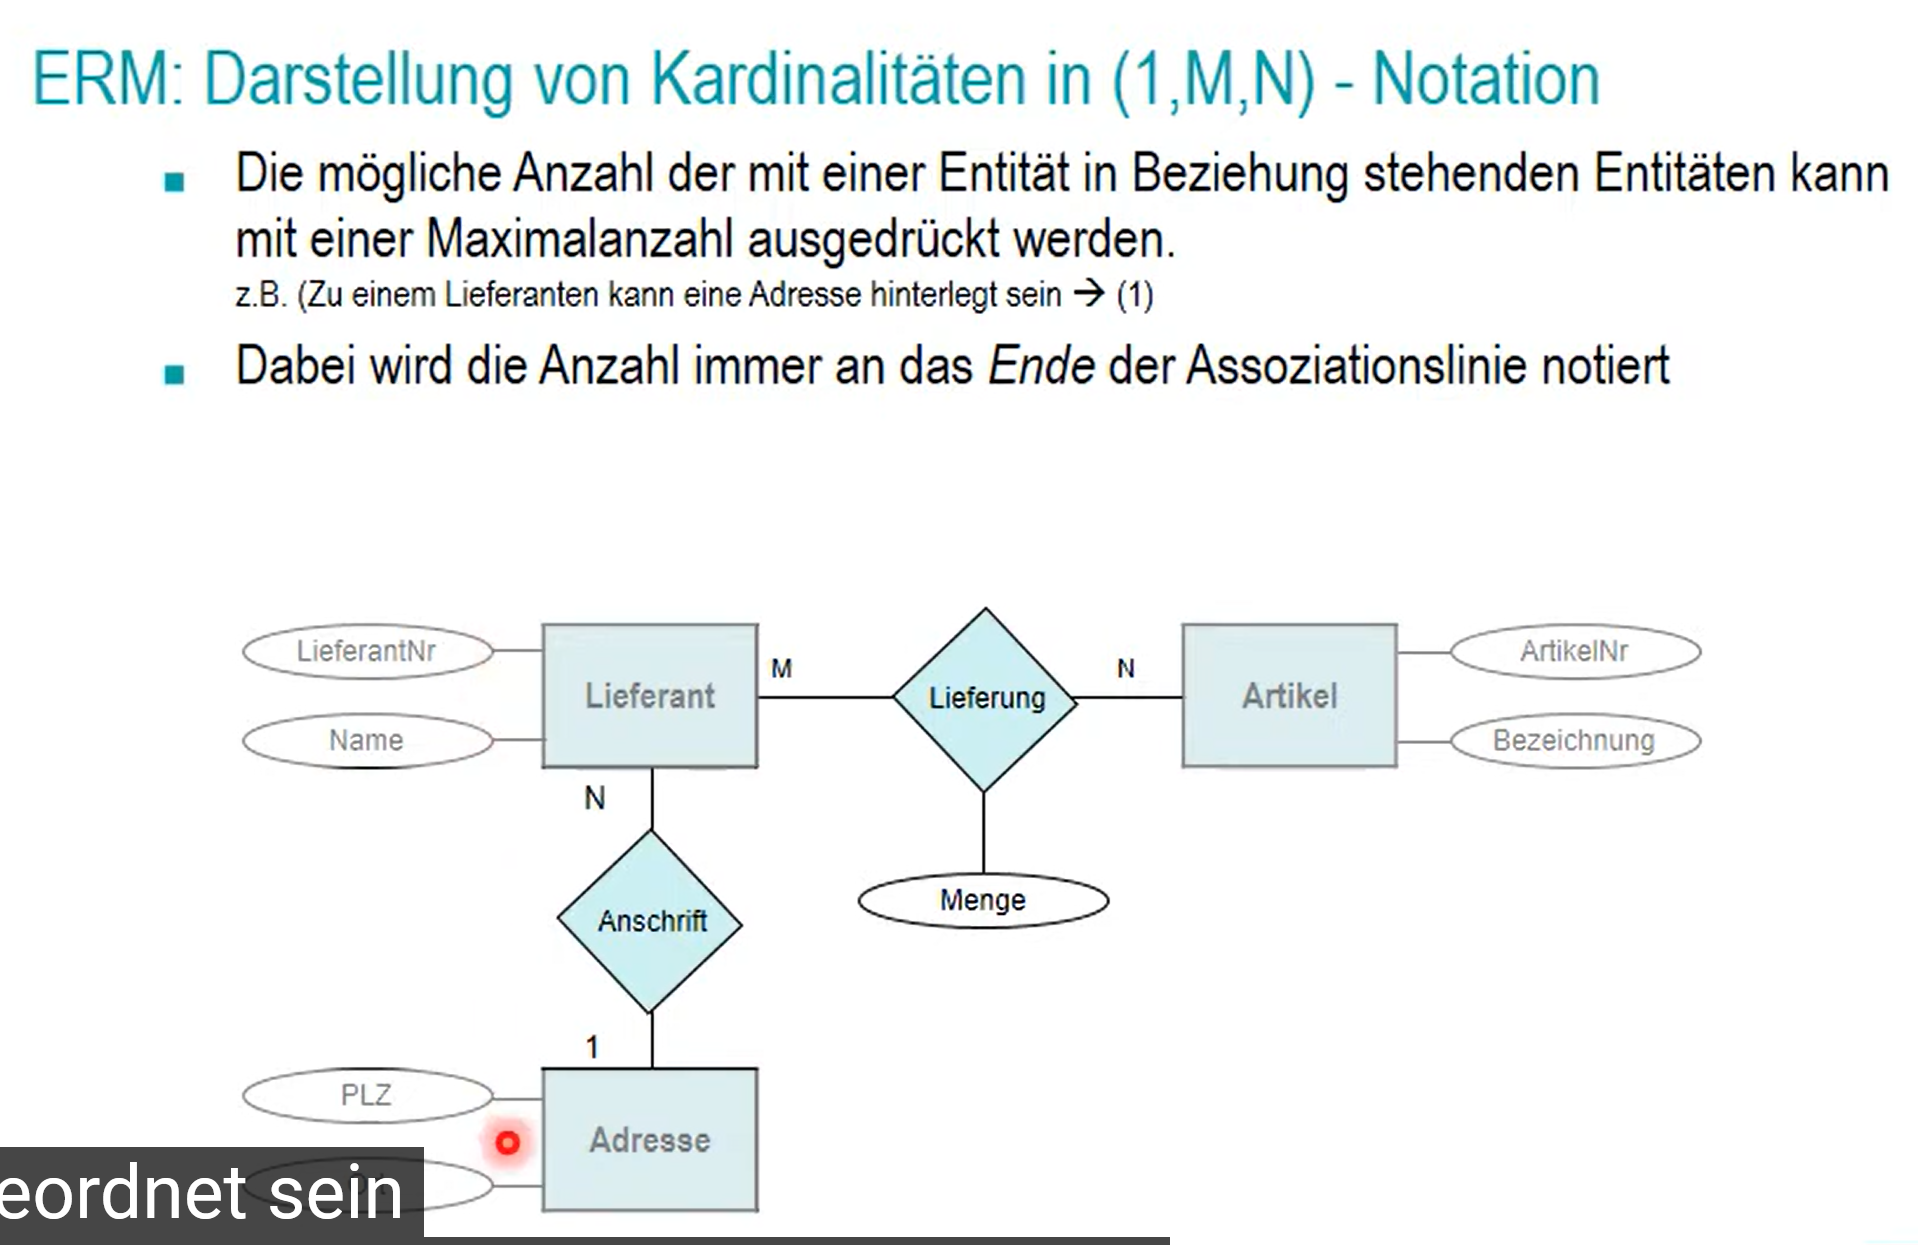 ERM: Darstellung von Kardinalitäten in (1,M,N) - Notation
Die mögliche Anzahl der mit einer Entität in Beziehung stehenden Entitäten kann
mit einer Maximalanzahl ausgedrückt werden.
z.B. (Zu einem Lieferanten kann eine Adresse hinterlegt sein → (1)
Dabei wird die Anzahl immer an das Ende der Assoziationslinie notiert
LieferantNr
Name
Lieferant
M
Lieferung
N
Artikel
ArtikelNr
Bezeichnung
Menge
N
Anschrift
1
PLZ
Adresse
eordnet sein